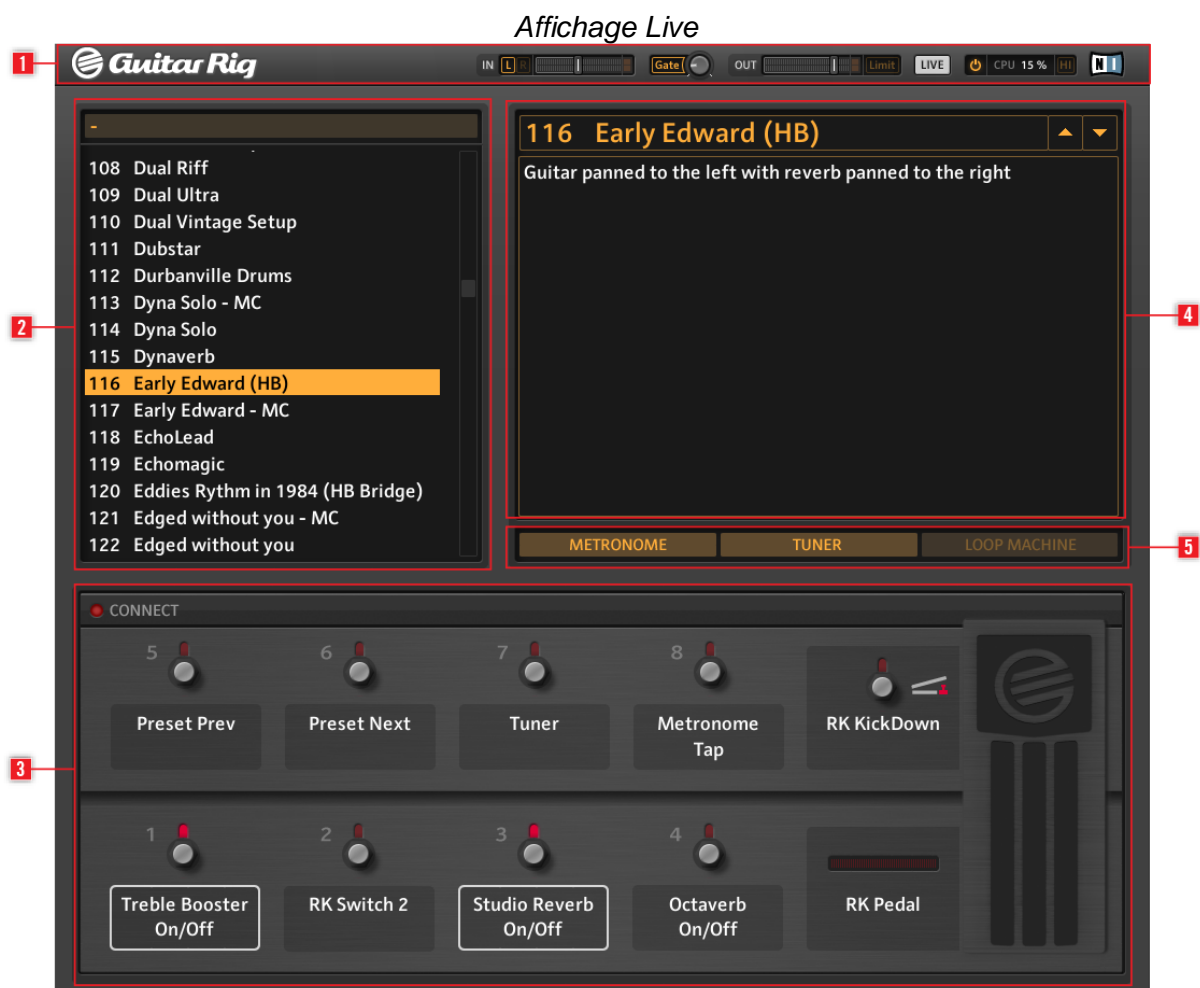 Affichage Live
1
Guitar Rig
IN L R Gate OUT Limit LIVE CPU 15 % HI N I
2
-
108 Dual Riff
109 Dual Ultra
110 Dual Vintage Setup
111 Dubstar
112 Durbanville Drums
113 Dyna Solo - MC
114 Dyna Solo
115 Dynaverb
116 Early Edward (HB)
117 Early Edward - MC
118 EchoLead
119 Echomagic
120 Eddies Rythm in 1984 (HB Bridge)
121 Edged without you - MC
122 Edged without you
116 Early Edward (HB)
Guitar panned to the left with reverb panned to the right
4
METRONOME TUNER LOOP MACHINE
5
3
CONNECT
5 6 7 8
Preset Prev Preset Next Tuner Metronome RK KickDown
Tap
1 2 3 4
Treble Booster RK Switch 2 Studio Reverb Octaverb RK Pedal
On/Off On/Off On/Off